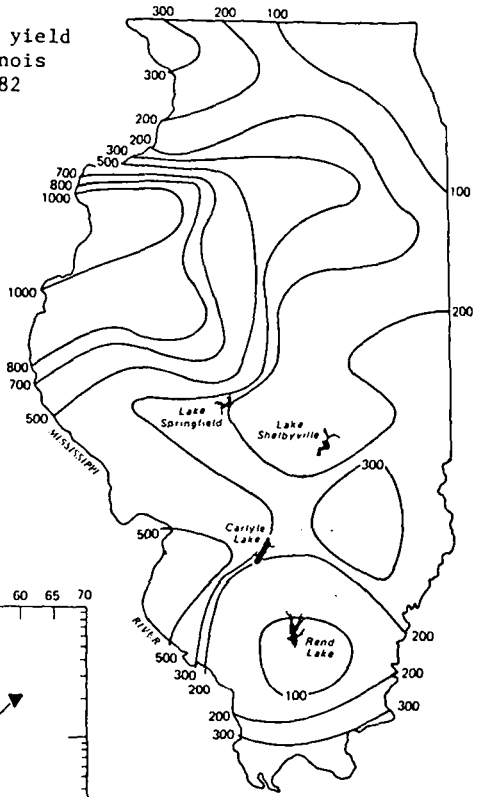 yield
nois
82
300 200 100
300
200
200
300
500
700
800
1000
100
1000
200
800
700
500
Lake
Springfield
Lake
Shelbyville
MISSISSIPPI
300
500
Carlyle
Lake
60 65 70
RIVER
500
300
200
Rend
Lake
200
100
200
300
200
300